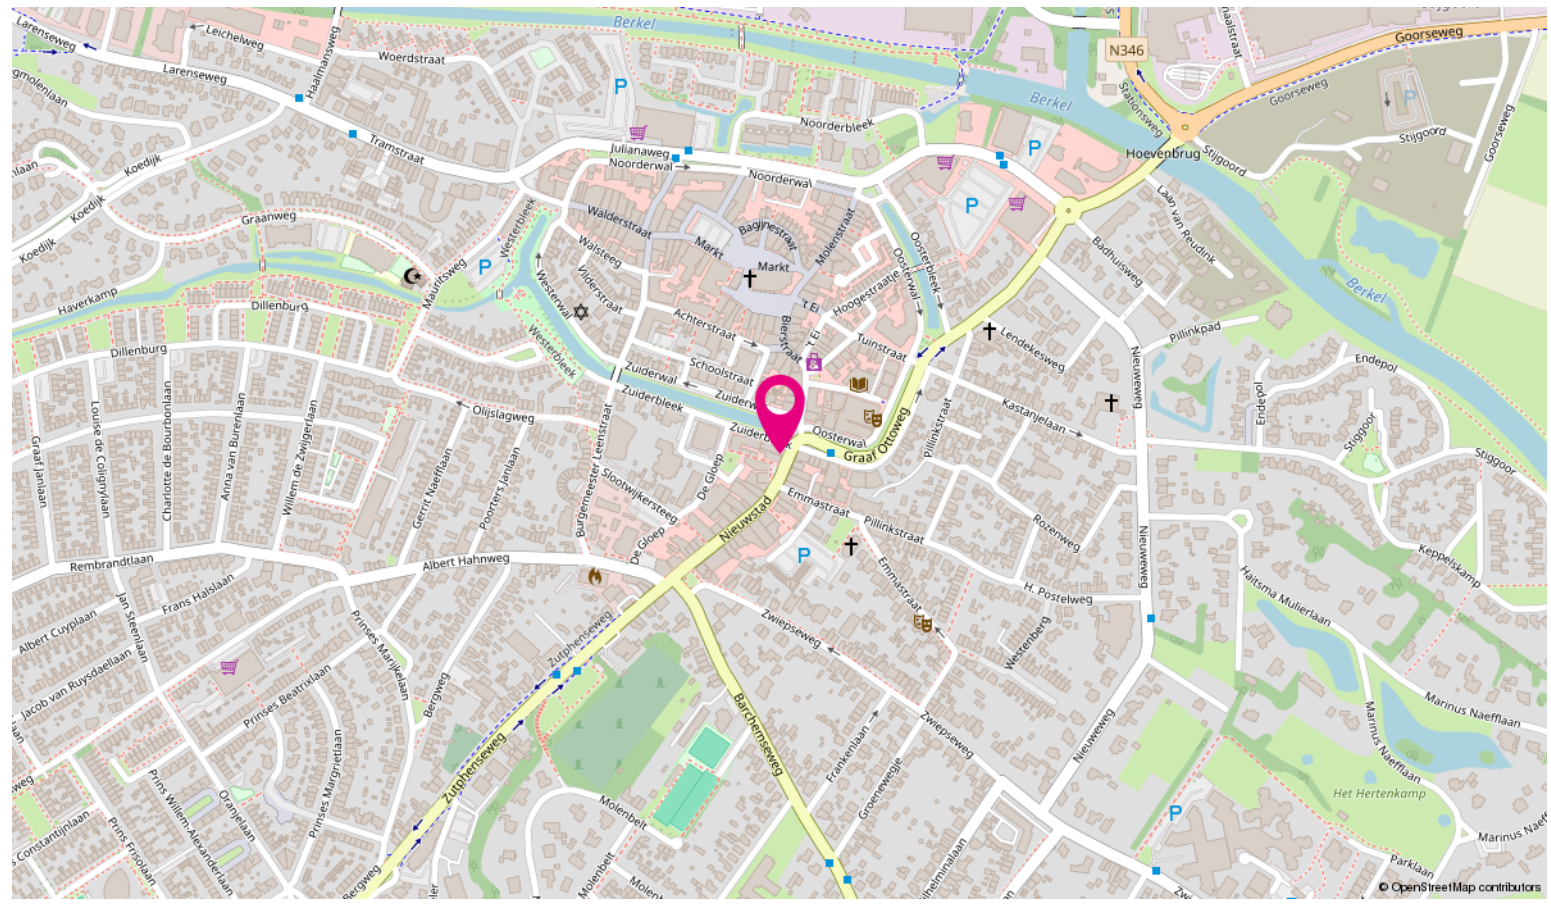 Berkel
Larenseweg
Leichelweg
Haalmansweg
Woerdstraat
Larenseweg
P
N346
Goorseweg
Goorseweg
Stationsweg
Berkel
P
Stijgoord
Goorseweg
Noorderbleek
Tramstraat
Julianaweg
Noorderwal
Noorderwal
P
Hoevenbrug
Stijgoord
Koedijk
Koedijk
Koedijk
Graanweg
Westerbleek
Walderstraat
Walsteeg
Markt
Bagijnestraat
Molenstraat
Markt
P
Laan van Reudink
Badhuisweg
Oosterbleek
Oosterwal
P
Mauritsweg
Vilderstraat
Westerwal
Haverkamp
Dillenburg
't Ei
Hoogestraatje
Berkel
Achterstraat
Bierstraat
't Ei
Tuinstraat
Lendekesweg
Pillinkpad
Westerbleek
Dillenburg
Schoolstraat
Zuiderwal
Zuiderbleek
Nieuweweg
Endepol
Endepol
Kastanjelaan
Olijslagweg
Oosterwal
Graaf Ottoweg
Pillinkstraat
Stiggoor
Stiggoor
Graaf Janlaan
Louise de Colignylaan
Charlotte de Bourbonlaan
Anna van Burenlaan
Willem de Zwijgerlaan
Gerrit Naefflaan
Poorters Janlaan
Burgemeester Leenstraat
De Gloep
Slootwijkersteeg
De Gloep
Nieuwstad
Emmastraat
Pillinkstraat
Rozenweg
Nieuweweg
Keppelskamp
P
Rembrandtlaan
Albert Hahnweg
Frans Halslaan
Albert Cuyplaan
Jan Steenlaan
Prinses Marijkelaan
Emmastraat
H. Postelweg
Haitsma Mulierlaan
Zutphenseweg
Zwiepseweg
Westenberg
Jacob van Ruysdaellaan
Prinses Beatrixlaan
Bergweg
Barchemseweg
Marinus Naefflaan
Marinus Naefflaan
Zwiepseweg
Nieuweweg
Prinses Margrietlaan
Zutphenseweg
Frankenlaan
Groenewegje
Prins Willem-Alexanderlaan
Oranjelaan
Molenbelt
Het Hertenkamp
P
Prins Frisolaan
Molenbelt
Parklaan
Bergweg
© OpenStreetMap contributors